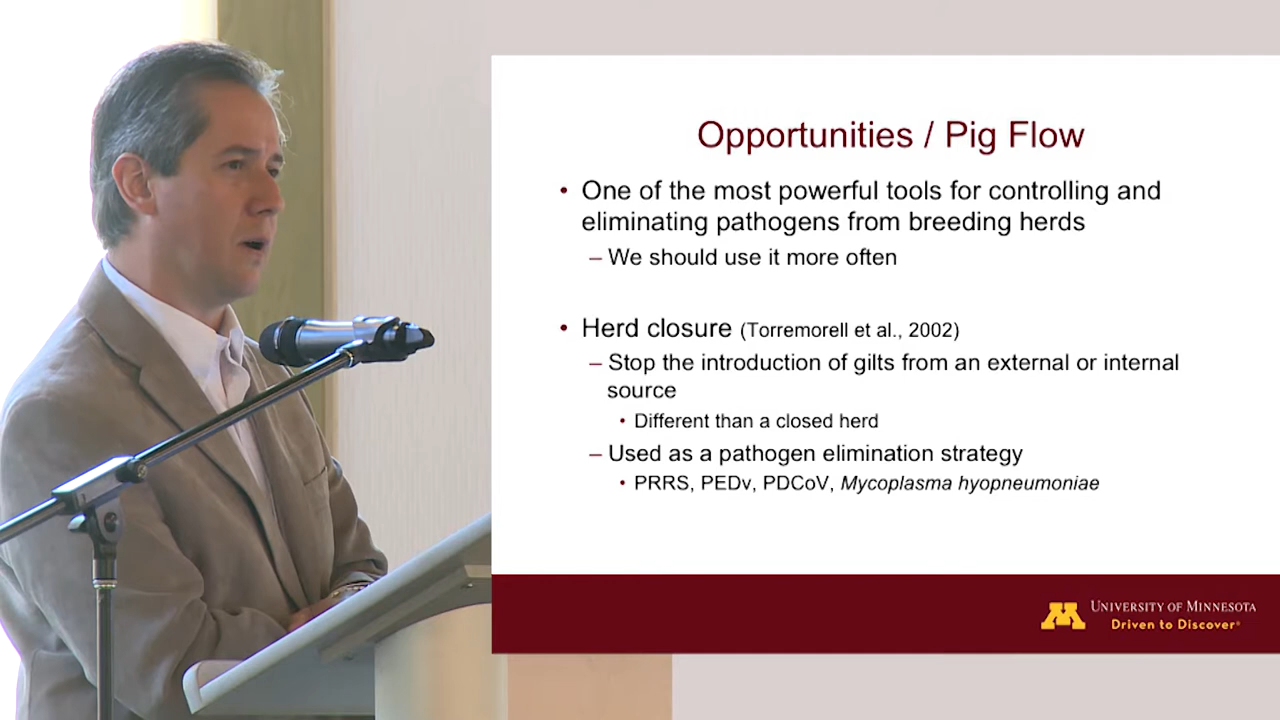 Opportunities / Pig Flow
• One of the most powerful tools for controlling and
eliminating pathogens from breeding herds
– We should use it more often
• Herd closure (Torremorell et al., 2002)
– Stop the introduction of gilts from an external or internal
source
• Different than a closed herd
– Used as a pathogen elimination strategy
• PRRS, PEDv, PDCoV, Mycoplasma hyopneumoniae
M University of Minnesota
Driven to Discover®